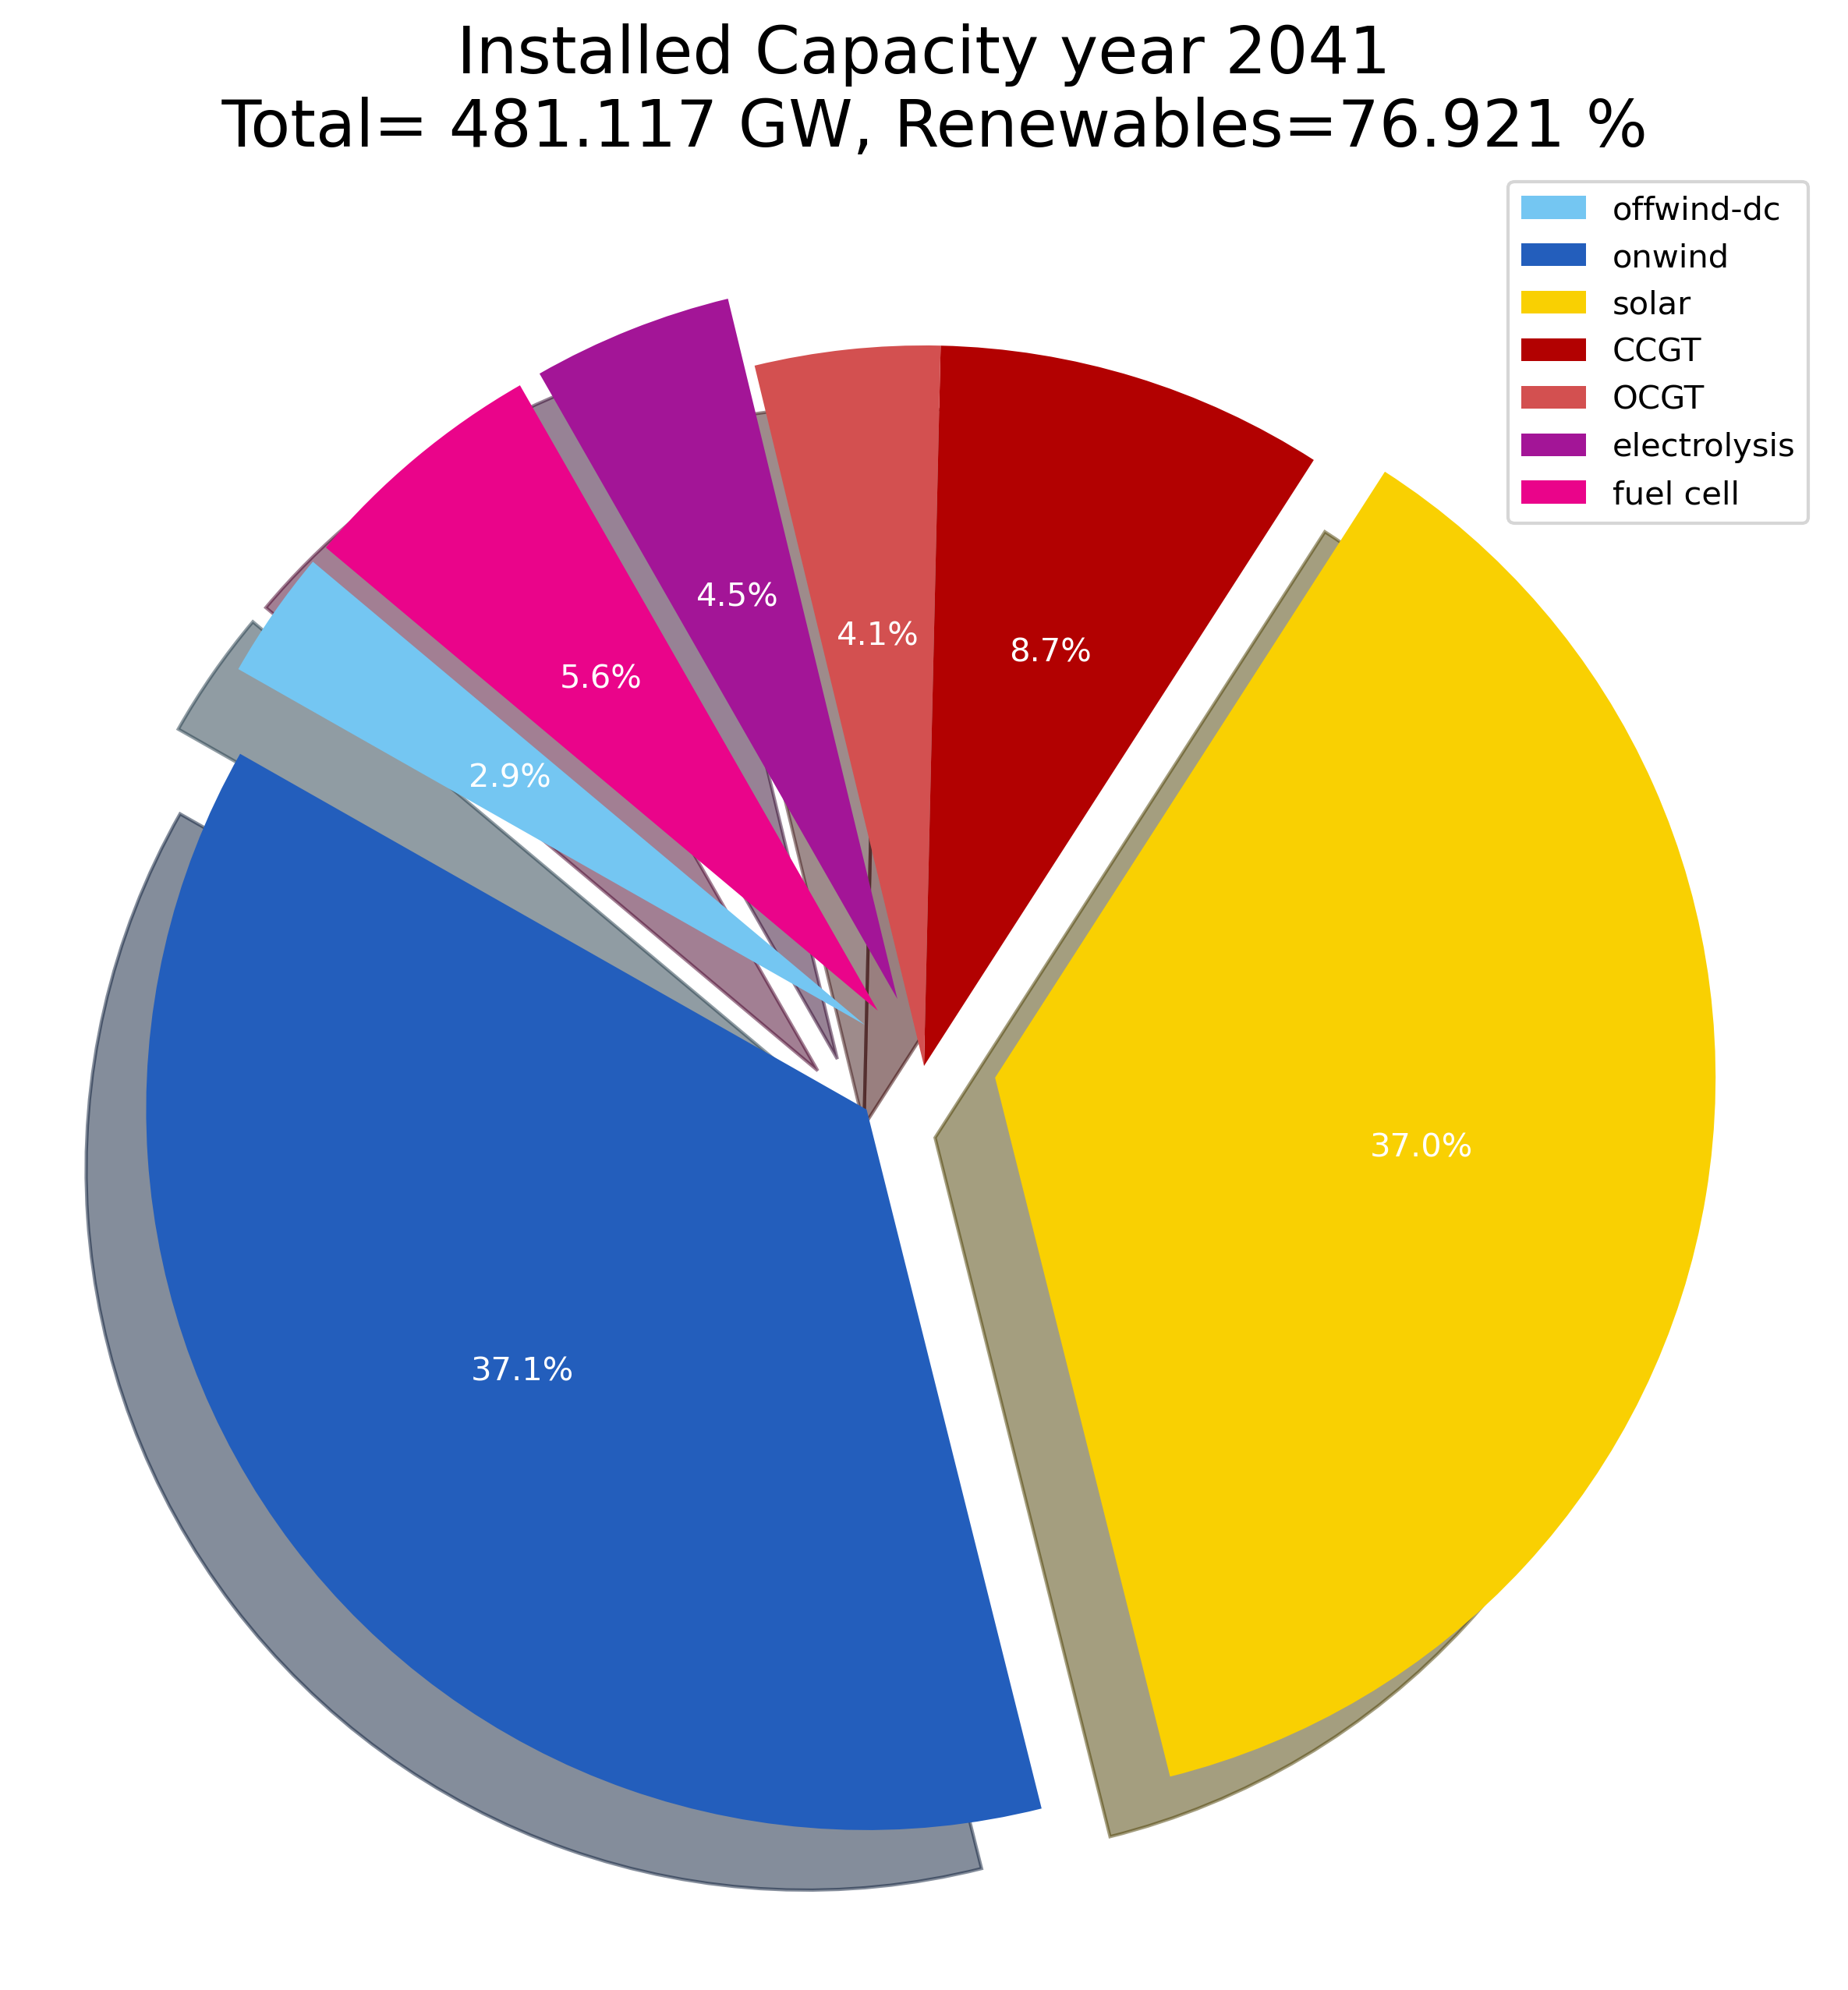 Installed Capacity year 2041
Total= 481.117 GW, Renewables=76.921 %
offwind-dc
onwind
solar
CCGT
OCGT
electrolysis
fuel cell
4.5%
4.1%
8.7%
5.6%
2.9%
37.0%
37.1%